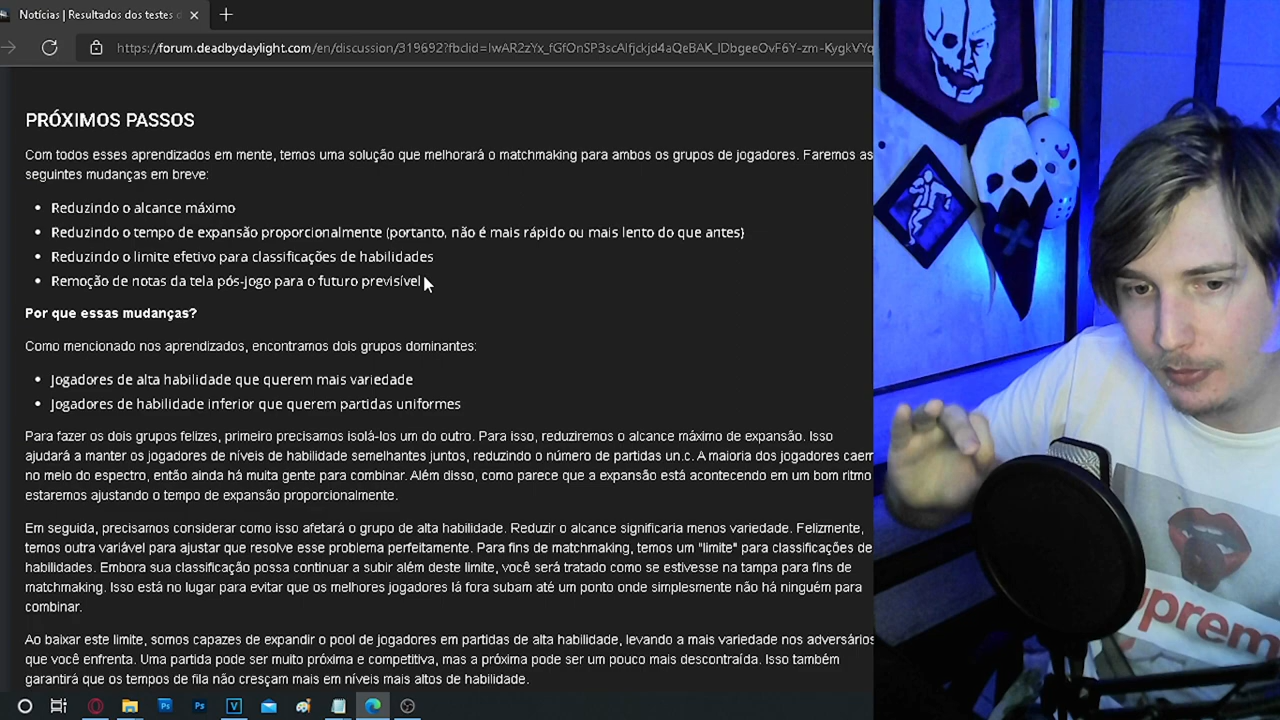 Notícias | Resultados dos testes
https://forum.deadbydaylight.com/en/discussion/319692?fbclid=IwAR2zYx_fGfOnSP3scAlfjckjd4aQeBAK_IDbgeeOvF6Y-zm-KygkVYq
PRÓXIMOS PASSOS
Com todos esses aprendizados em mente, temos uma solução que melhorará o matchmaking para ambos os grupos de jogadores. Faremos as
seguintes mudanças em breve:
• Reduzindo o alcance máximo
• Reduzindo o tempo de expansão proporcionalmente (portanto, não é mais rápido ou mais lento do que antes)
• Reduzindo o limite efetivo para classificações de habilidades
• Remoção de notas da tela pós-jogo para o futuro previsível
Por que essas mudanças?
Como mencionado nos aprendizados, encontramos dois grupos dominantes:
• Jogadores de alta habilidade que querem mais variedade
• Jogadores de habilidade inferior que querem partidas uniformes
Para fazer os dois grupos felizes, primeiro precisamos isolá-los um do outro. Para isso, reduziremos o alcance máximo de expansão. Isso
ajudará a manter os jogadores de níveis de habilidade semelhantes juntos, reduzindo o número de partidas un.c. A maioria dos jogadores caem
no meio do espectro, então ainda há muita gente para combinar. Além disso, como parece que a expansão está acontecendo em um bom ritmo
estaremos ajustando o tempo de expansão proporcionalmente.
Em seguida, precisamos considerar como isso afetará o grupo de alta habilidade. Reduzir o alcance significaria menos variedade. Felizmente,
temos outra variável para ajustar que resolve esse problema perfeitamente. Para fins de matchmaking, temos um "limite" para classificações de
habilidades. Embora sua classificação possa continuar a subir além deste limite, você será tratado como se estivesse na tampa para fins de
matchmaking. Isso está no lugar para evitar que os melhores jogadores lá fora subam até um ponto onde simplesmente não há ninguém para
combinar.
Ao baixar este limite, somos capazes de expandir o pool de jogadores em partidas de alta habilidade, levando a mais variedade nos adversários
que você enfrenta. Uma partida pode ser muito próxima e competitiva, mas a próxima pode ser um pouco mais descontraída. Isso também
garantirá que os tempos de fila não cresçam mais em níveis mais altos de habilidade.
Ps
Ps
V
uprem